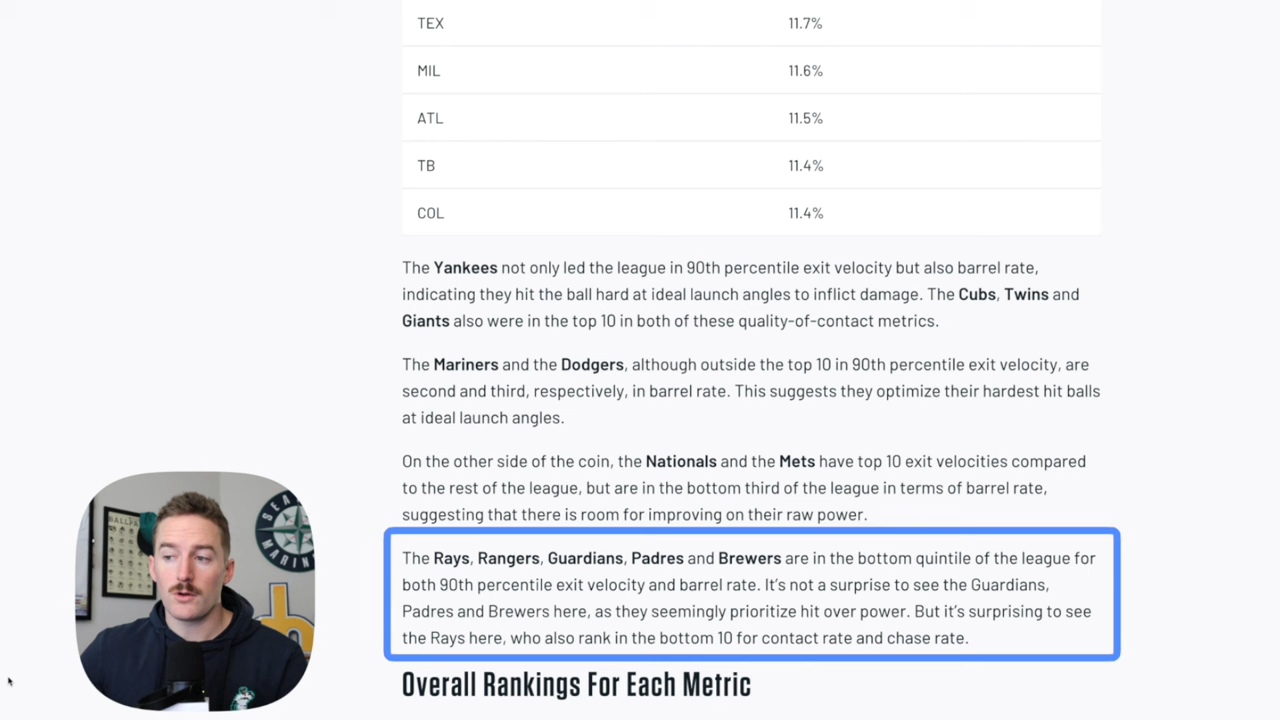 TEX 11.7%
MIL 11.6%
ATL 11.5%
TB 11.4%
COL 11.4%
The Yankees not only led the league in 90th percentile exit velocity but also barrel rate,
indicating they hit the ball hard at ideal launch angles to inflict damage. The Cubs, Twins and
Giants also were in the top 10 in both of these quality-of-contact metrics.
The Mariners and the Dodgers, although outside the top 10 in 90th percentile exit velocity, are
second and third, respectively, in barrel rate. This suggests they optimize their hardest hit balls
at ideal launch angles.
On the other side of the coin, the Nationals and the Mets have top 10 exit velocities compared
to the rest of the league, but are in the bottom third of the league in terms of barrel rate,
suggesting that there is room for improving on their raw power.
The Rays, Rangers, Guardians, Padres and Brewers are in the bottom quintile of the league for
both 90th percentile exit velocity and barrel rate. It’s not a surprise to see the Guardians,
Padres and Brewers here, as they seemingly prioritize hit over power. But it’s surprising to see
the Rays here, who also rank in the bottom 10 for contact rate and chase rate.
Overall Rankings For Each Metric